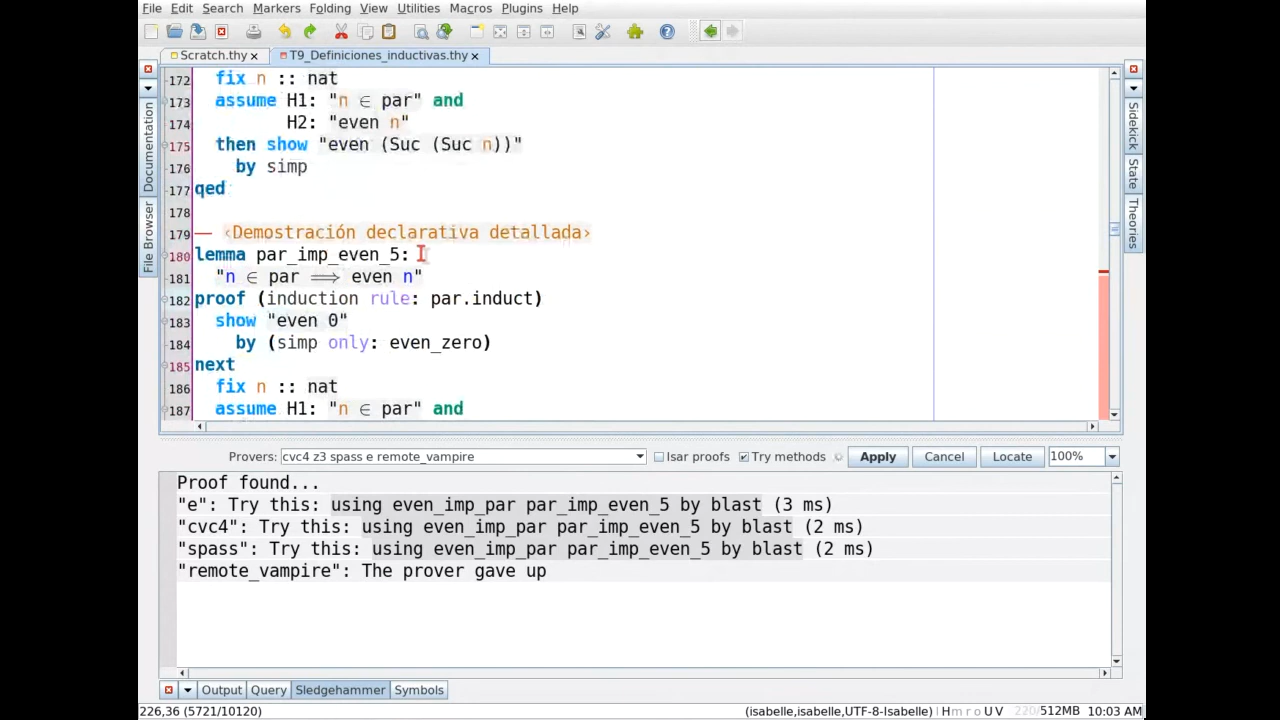 File Edit Search Markers Folding View Utilities Macros Plugins Help
Scratch.thy
T9_Definiciones_inductivas.thy
Documentation
File Browser
Sidekick
State
Theories
172 fix n :: nat
173 assume H1: "n ∈ par" and
174 H2: "even n"
175 then show "even (Suc (Suc n))"
176 by simp
177 qed
178
179 — ‹Demostración declarativa detallada›
180 lemma par_imp_even_5:
181 "n ∈ par ⟹ even n"
182 proof (induction rule: par.induct)
183 show "even 0"
184 by (simp only: even_zero)
185 next
186 fix n :: nat
187 assume H1: "n ∈ par" and
Provers: cvc4 z3 spass e remote_vampire Isar proofs Try methods Apply Cancel Locate 100%
Proof found...
"e": Try this: using even_imp_par par_imp_even_5 by blast (3 ms)
"cvc4": Try this: using even_imp_par par_imp_even_5 by blast (2 ms)
"spass": Try this: using even_imp_par par_imp_even_5 by blast (2 ms)
"remote_vampire": The prover gave up
Output Query Sledgehammer Symbols
226,36 (5721/10120) (isabelle,isabelle,UTF-8-Isabelle) H m r o U V 220/512MB 10:03 AM